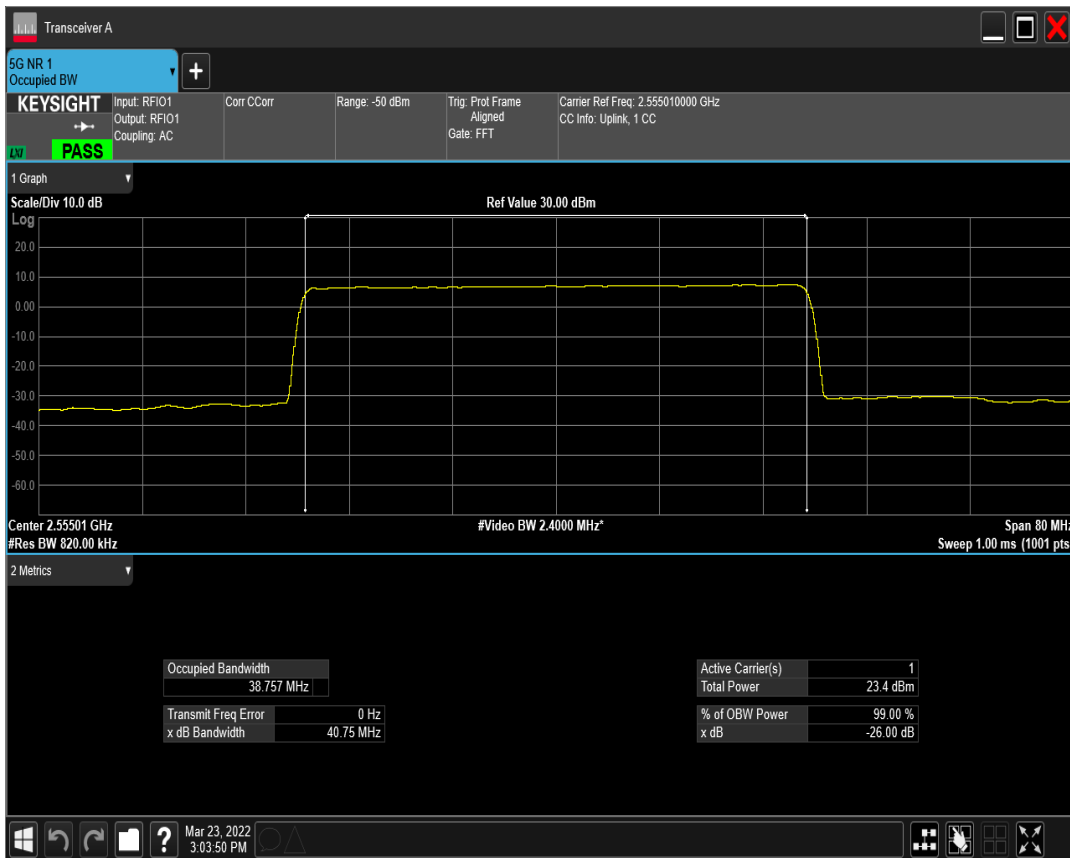 Transceiver A
5G NR 1
Occupied BW
+
KEYSIGHT
LXI
PASS
Input: RFIO1
Output: RFIO1
Coupling: AC
Corr CCorr
Range: -50 dBm
Trig: Prot Frame
Aligned
Gate: FFT
Carrier Ref Freq: 2.555010000 GHz
CC Info: Uplink, 1 CC
1 Graph
Scale/Div 10.0 dB
Ref Value 30.00 dBm
Log
20.0
10.0
0.00
-10.0
-20.0
-30.0
-40.0
-50.0
-60.0
Center 2.55501 GHz
#Video BW 2.4000 MHz*
Span 80 MHz
#Res BW 820.00 kHz
Sweep 1.00 ms (1001 pts
2 Metrics
Occupied Bandwidth
38.757 MHz
Transmit Freq Error 0 Hz
x dB Bandwidth 40.75 MHz
Active Carrier(s) 1
Total Power 23.4 dBm
% of OBW Power 99.00 %
x dB -26.00 dB
?
Mar 23, 2022
3:03:50 PM